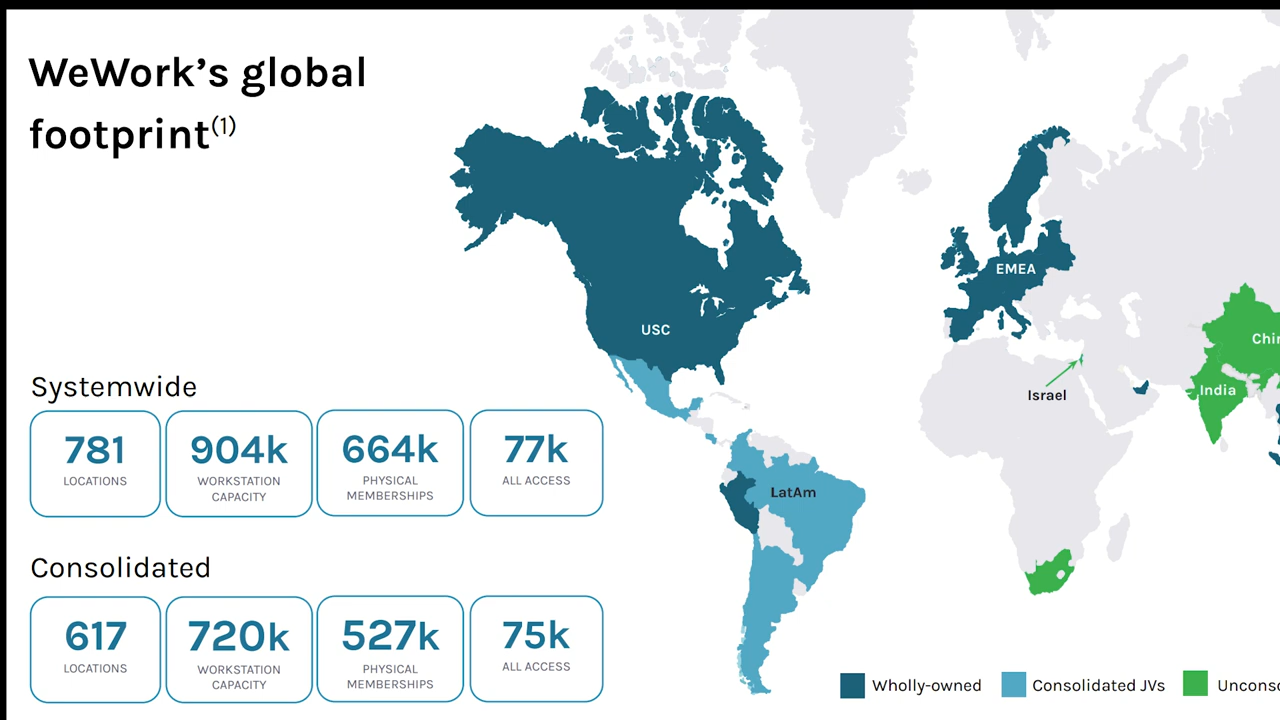 WeWork's global
footprint(1)
Systemwide
781
LOCATIONS
904k
WORKSTATION
CAPACITY
664k
PHYSICAL
MEMBERSHIPS
77k
ALL ACCESS
Consolidated
617
LOCATIONS
720k
WORKSTATION
CAPACITY
527k
PHYSICAL
MEMBERSHIPS
75k
ALL ACCESS
USC
LatAm
EMEA
Israel
India
Wholly-owned
Consolidated JVs